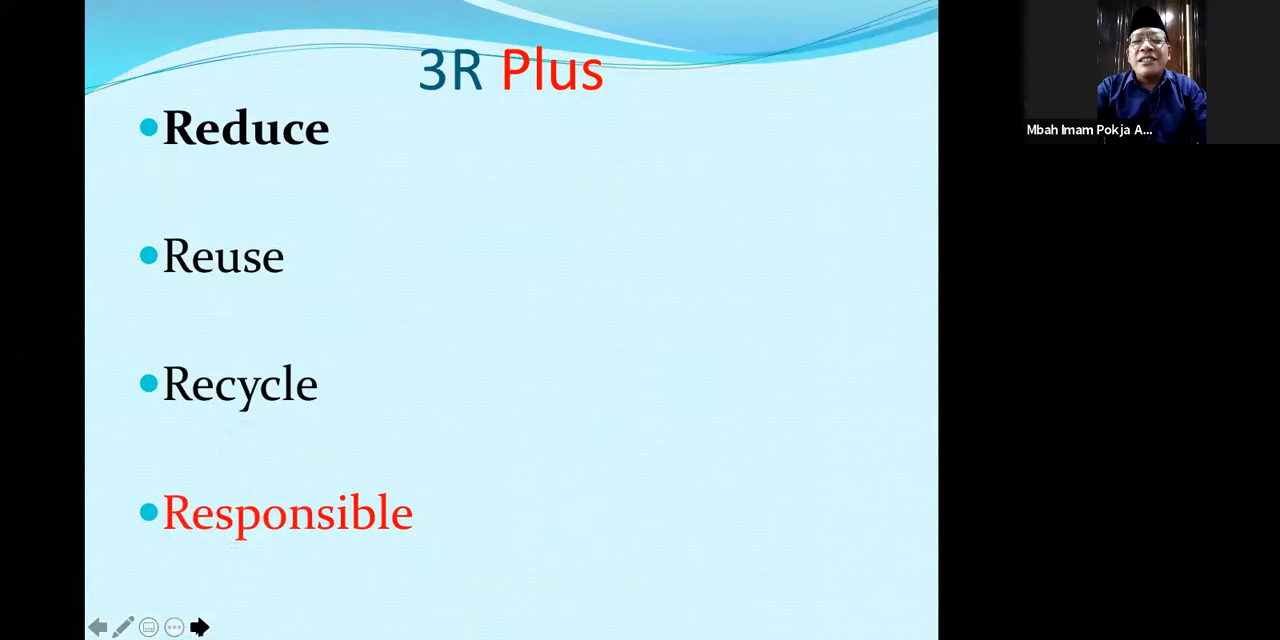 3R Plus
Reduce
Reuse
Recycle
Responsible
Mbah Imam Pokja A...